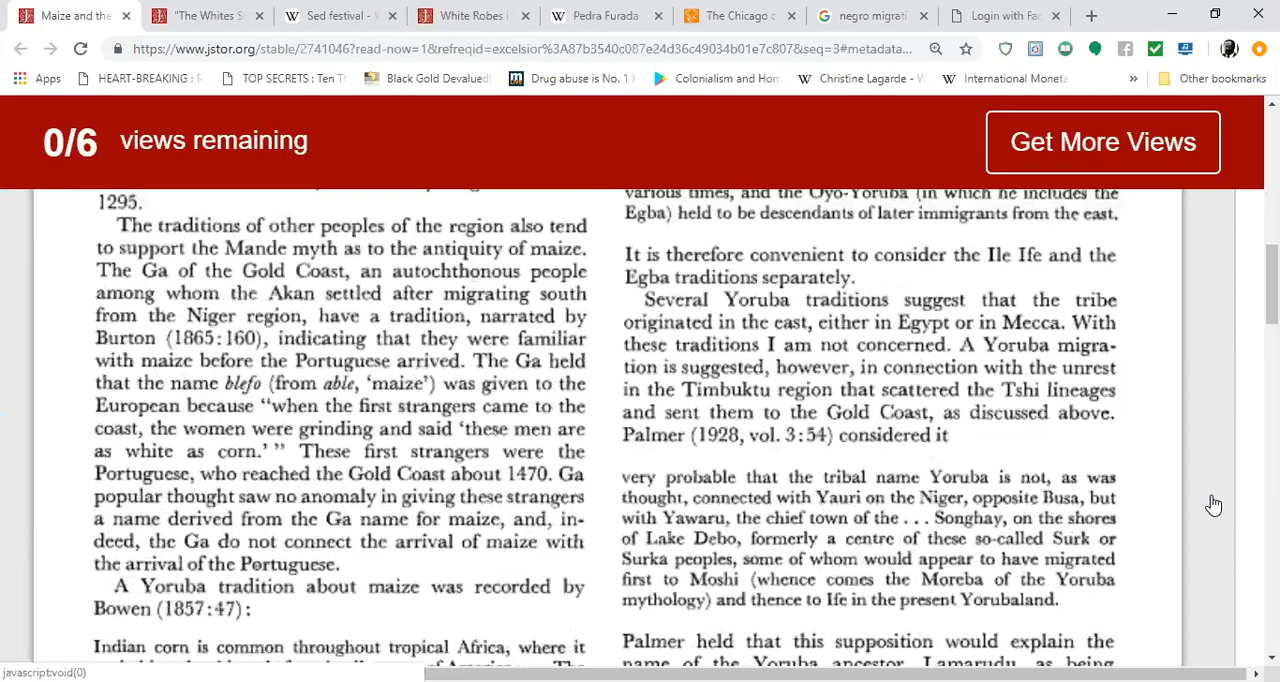 Maize and the
"The Whites S
Sed festival -
White Robes i
Pedra Furada
The Chicago
negro migrati
Login with Fac
https://www.jstor.org/stable/2741046?read-now=1&refreqid=excelsior%3A87b3540c087e24d36c49034b01e7c807&seq=3#metadata...
Apps
HEART-BREAKING : R
TOP SECRETS : Ten Th
Black Gold Devalued
Drug abuse is No. 1
Colonialism and Hom
Christine Lagarde - W
International Moneta
»
Other bookmarks
0/6 views remaining
Get More Views
1295.
The traditions of other peoples of the region also tend
to support the Mande myth as to the antiquity of maize.
The Ga of the Gold Coast, an autochthonous people
among whom the Akan settled after migrating south
from the Niger region, have a tradition, narrated by
Burton (1865:160), indicating that they were familiar
with maize before the Portuguese arrived. The Ga held
that the name blefo (from able, 'maize') was given to the
European because "when the first strangers came to the
coast, the women were grinding and said 'these men are
as white as corn.' " These first strangers were the
Portuguese, who reached the Gold Coast about 1470. Ga
popular thought saw no anomaly in giving these strangers
a name derived from the Ga name for maize, and, in-
deed, the Ga do not connect the arrival of maize with
the arrival of the Portuguese.
A Yoruba tradition about maize was recorded by
Bowen (1857:47):
Indian corn is common throughout tropical Africa, where it
various times, and the Oyo-Yoruba (in which he includes the
Egba) held to be descendants of later immigrants from the east.
It is therefore convenient to consider the Ile Ife and the
Egba traditions separately.
Several Yoruba traditions suggest that the tribe
originated in the east, either in Egypt or in Mecca. With
these traditions I am not concerned. A Yoruba migra-
tion is suggested, however, in connection with the unrest
in the Timbuktu region that scattered the Tshi lineages
and sent them to the Gold Coast, as discussed above.
Palmer (1928, vol. 3:54) considered it
very probable that the tribal name Yoruba is not, as was
thought, connected with Yauri on the Niger, opposite Busa, but
with Yawaru, the chief town of the . . . Songhay, on the shores
of Lake Debo, formerly a centre of these so-called Surk or
Surka peoples, some of whom would appear to have migrated
first to Moshi (whence comes the Moreba of the Yoruba
mythology) and thence to Ife in the present Yorubaland.
Palmer held that this supposition would explain the
name of the Yoruba ancestor, Lamarudu, as being
javascript:void(0)